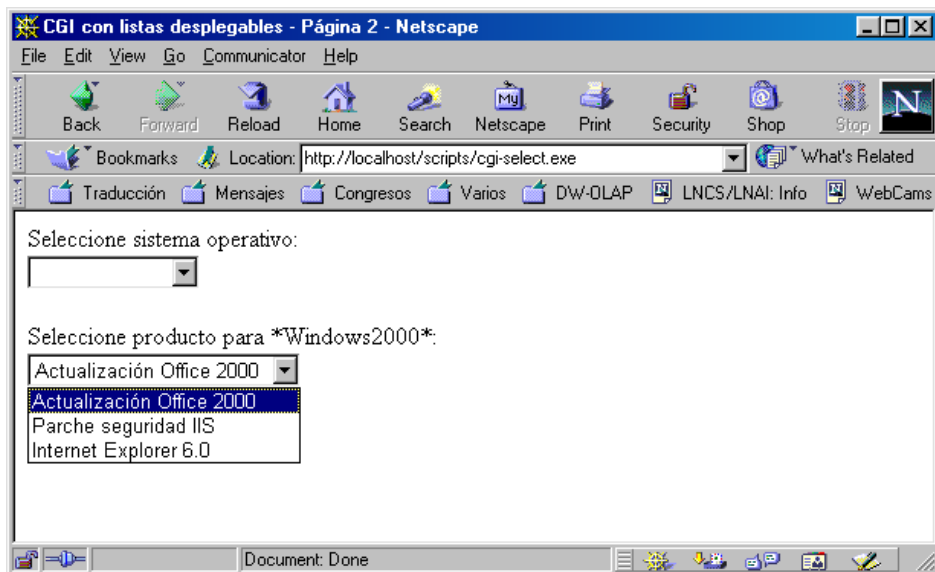 CGI con listas desplegables - Página 2 - Netscape
File Edit View Go Communicator Help
Back Forward Reload Home Search My Netscape Print Security Shop Stop N
Bookmarks Location: http://localhost/scripts/cgi-select.exe What's Related
Traducción Mensajes Congresos Varios DW-OLAP LNCS/LNAI: Info WebCams
Seleccione sistema operativo:
Seleccione producto para *Windows2000*:
Actualización Office 2000
Actualización Office 2000
Parche seguridad IIS
Internet Explorer 6.0
Document: Done